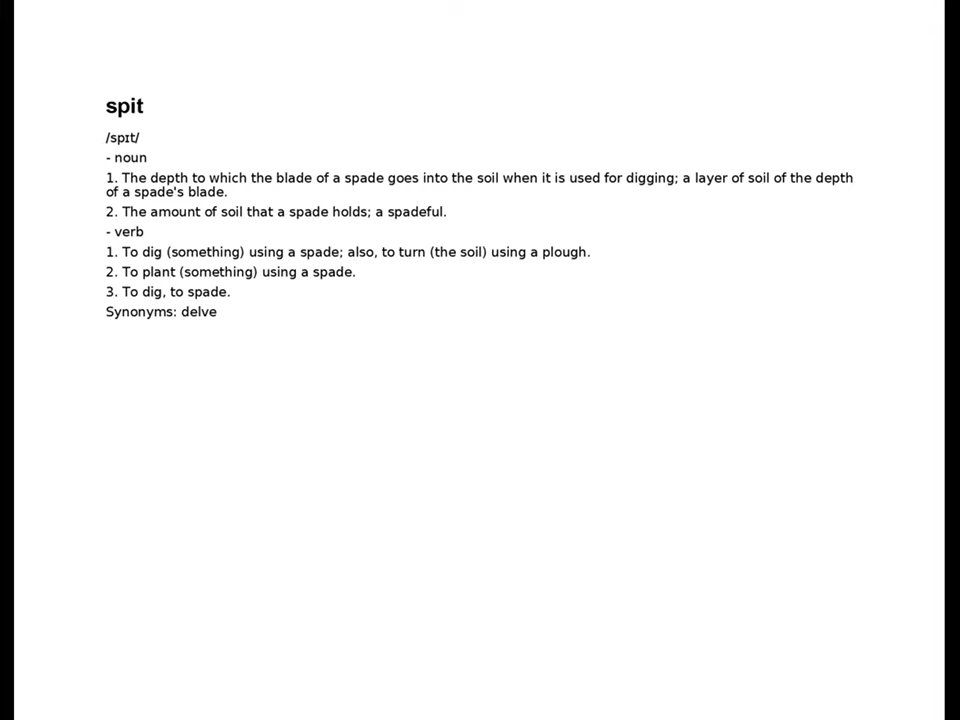 spit
/spɪt/
- noun
1. The depth to which the blade of a spade goes into the soil when it is used for digging; a layer of soil of the depth
of a spade's blade.
2. The amount of soil that a spade holds; a spadeful.
- verb
1. To dig (something) using a spade; also, to turn (the soil) using a plough.
2. To plant (something) using a spade.
3. To dig, to spade.
Synonyms: delve